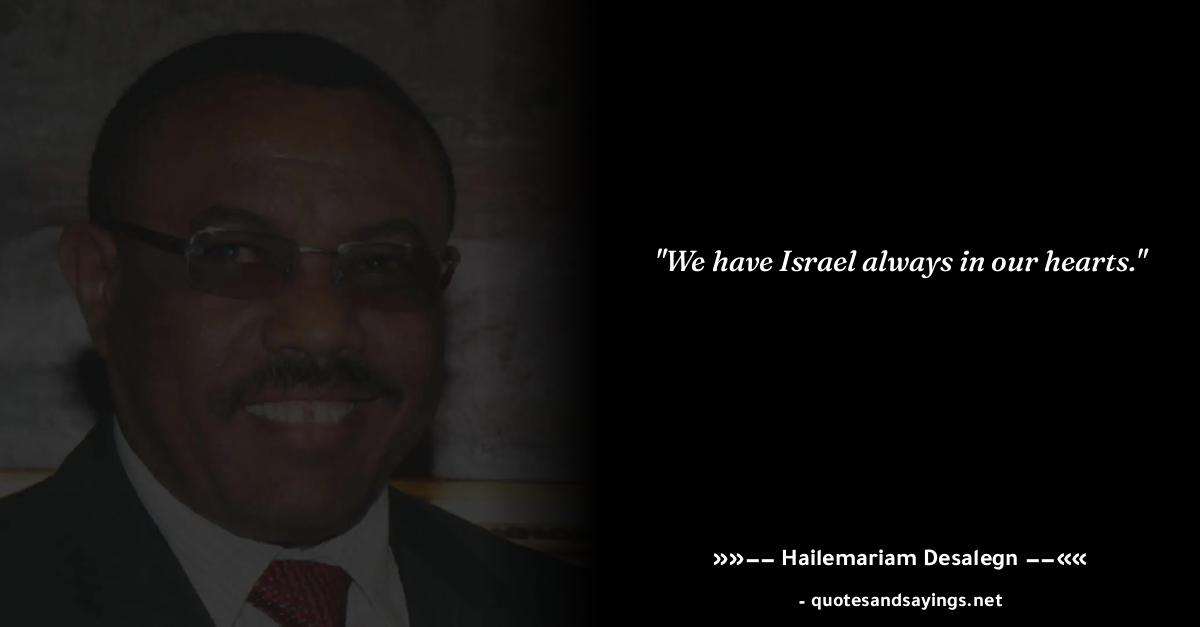 "We have Israel always in our hearts."
»»−− Hailemariam Desalegn −−««
- quotesandsayings.net